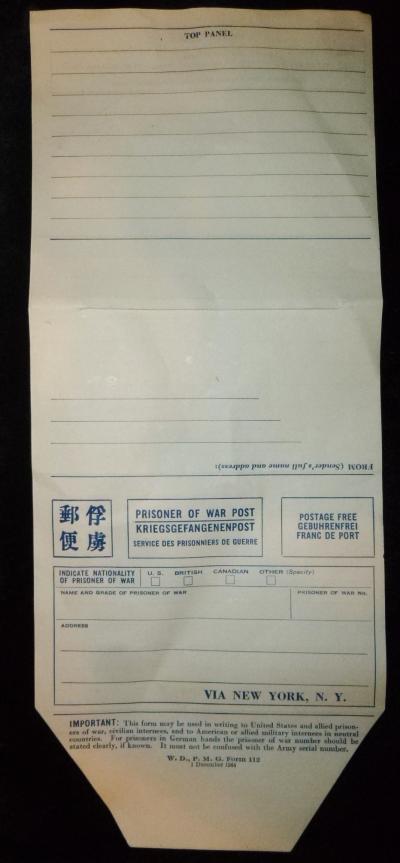 TOP PANEL
FROM (Sender's full name and address):
郵俘
便虜
PRISONER OF WAR POST
KRIEGSGEFANGENENPOST
SERVICE DES PRISONNIERS DE GUERRE
POSTAGE FREE
GEBUHRENFREI
FRANC DE PORT
INDICATE NATIONALITY
OF PRISONER OF WAR
U. S. BRITISH CANADIAN OTHER (Specify)
NAME AND GRADE OF PRISONER OF WAR
PRISONER OF WAR No.
ADDRESS
VIA NEW YORK, N. Y.
IMPORTANT: This form may be used in writing to United States and allied prison-
ers of war, civilian internees, and to American or allied military internees in neutral
countries. For prisoners in German hands the prisoner of war number should be
stated clearly, if known. It must not be confused with the Army serial number.
W. D., P. M. G. Form 112
1 December 1944